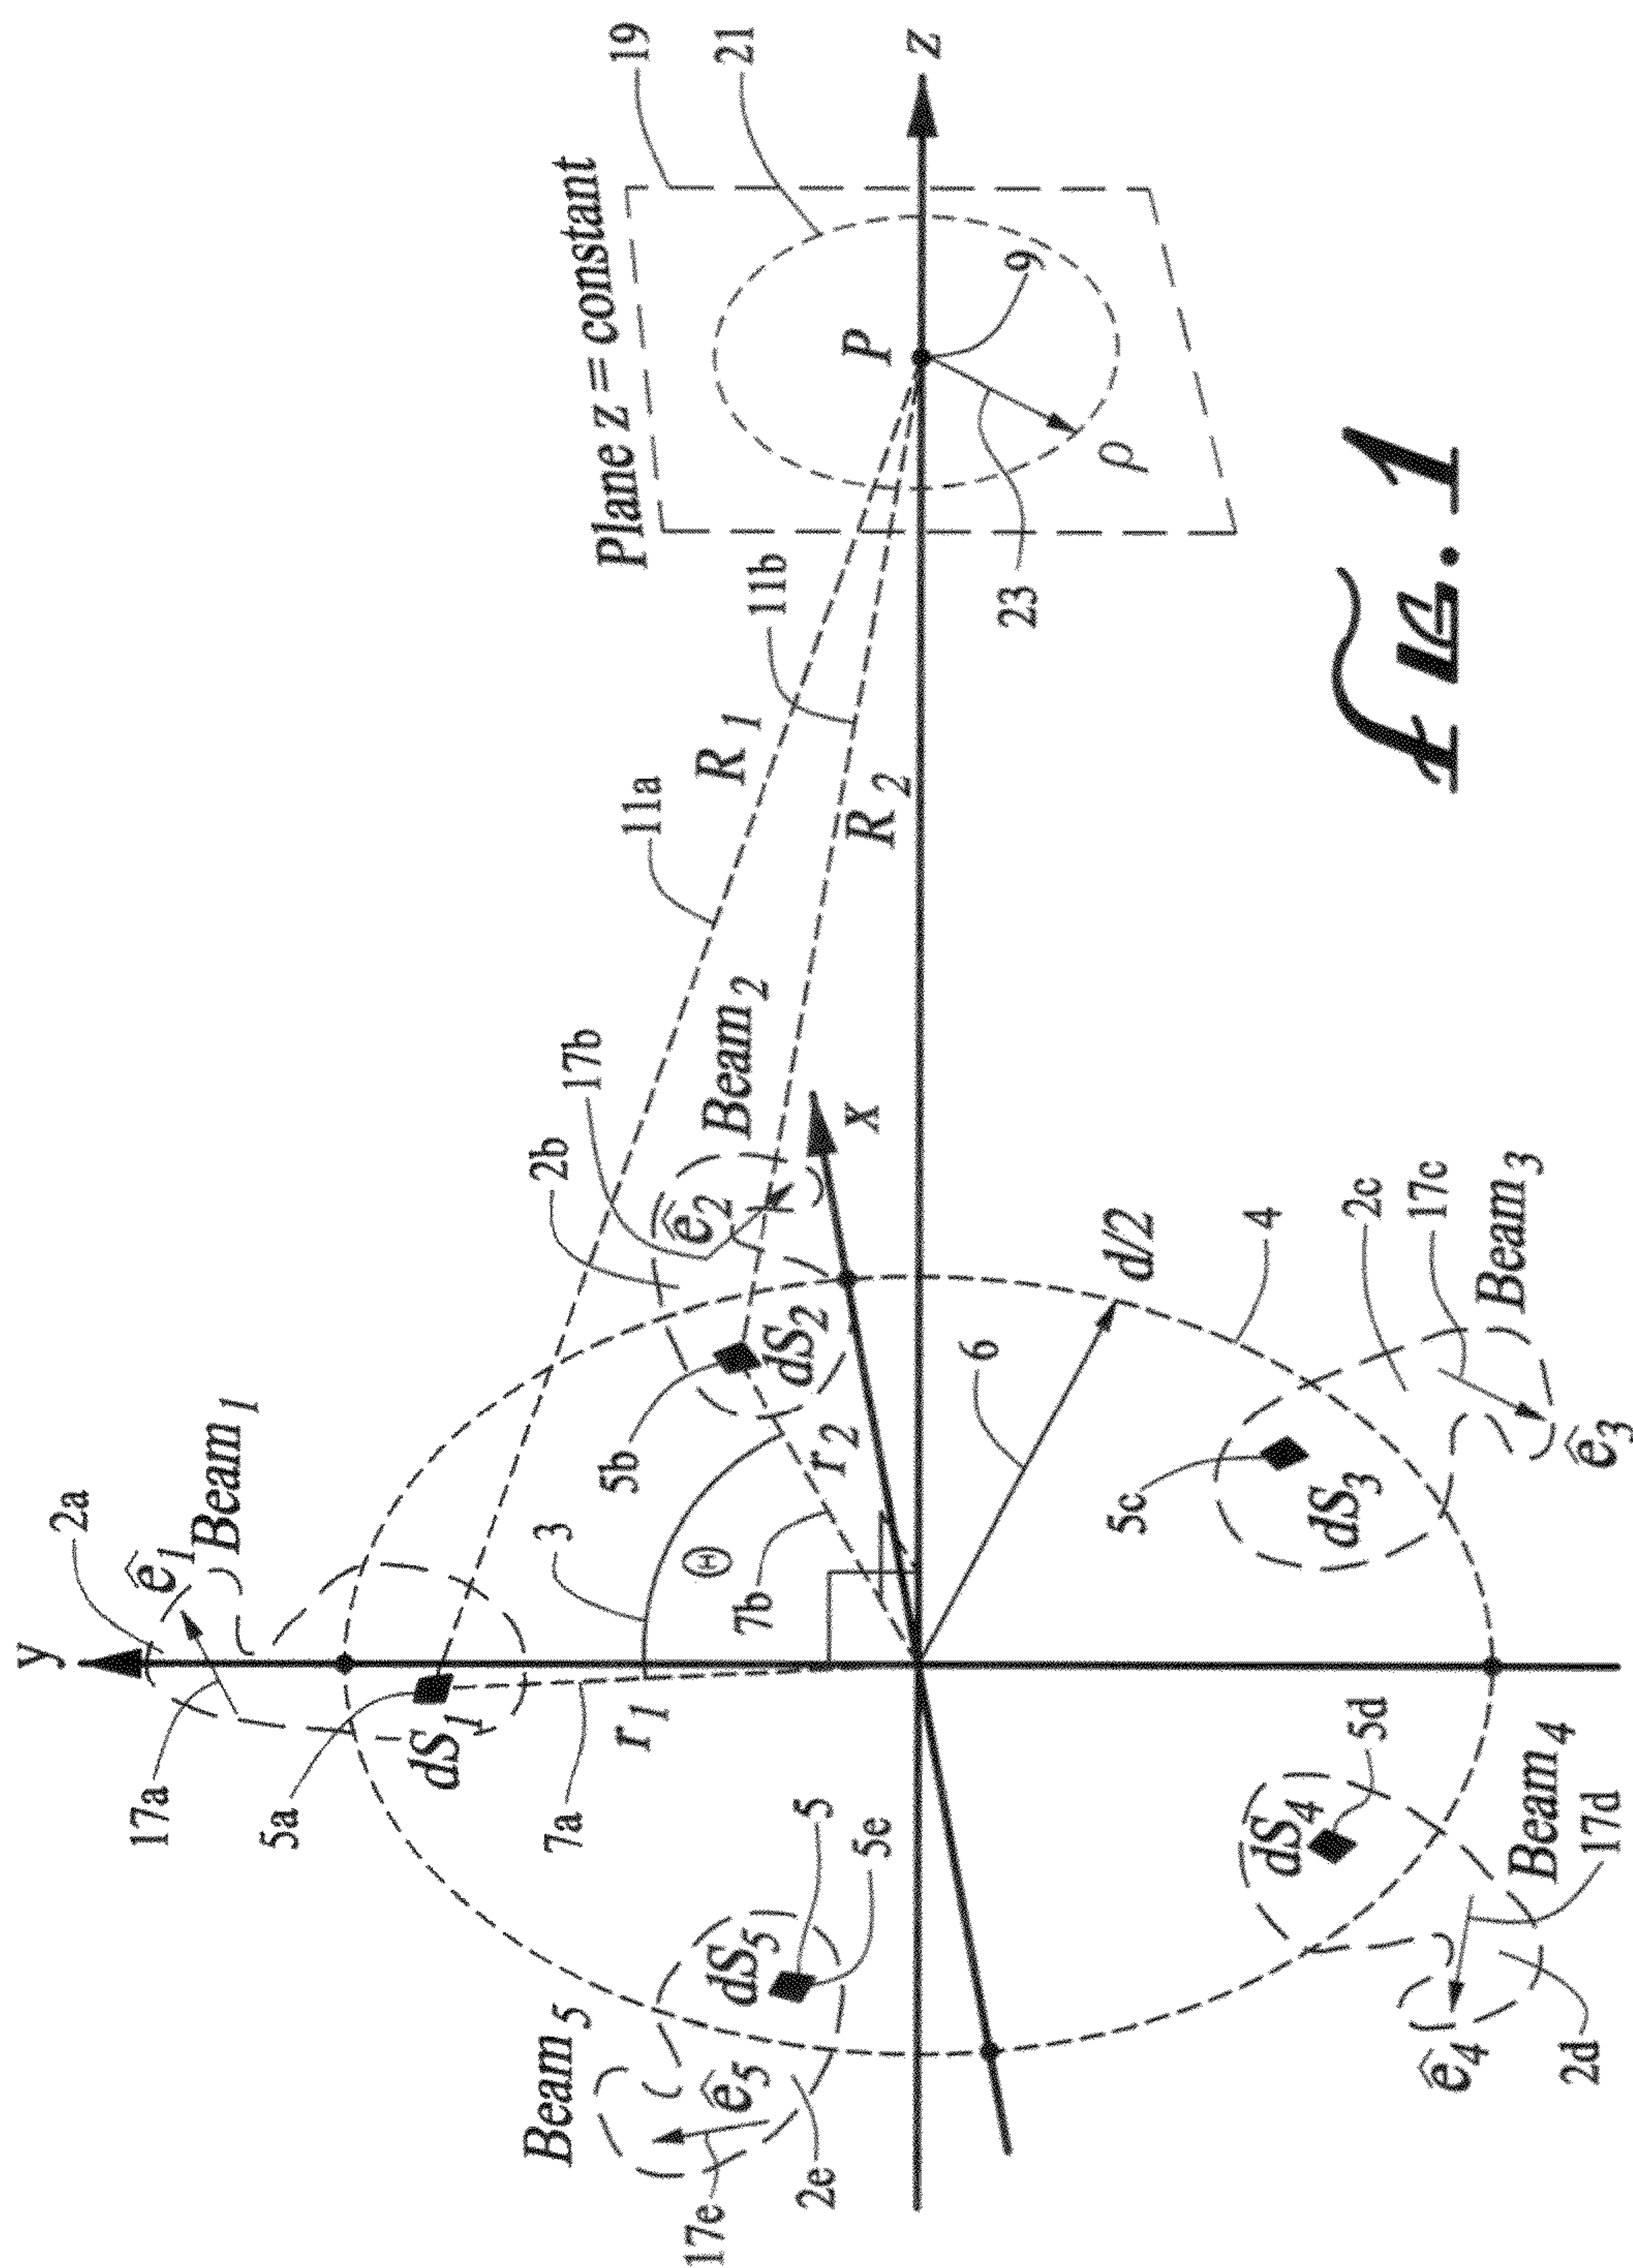 y
2a
ê1
Beam1
17a
5a
dS1
r1
7a
3
Θ
7b
r2
5b
dS2
ê2
2b
17b
Beam2
x
11a
R1
11b
R2
Plane z = constant
19
21
P
9
ρ
23
z
Beam5
ê5
17e
2e
dS5
5
5e
6
d/2
4
5c
dS3
2c
17c
Beam3
ê3
dS4
5d
Beam4
17d
ê4
2d
FIG. 1